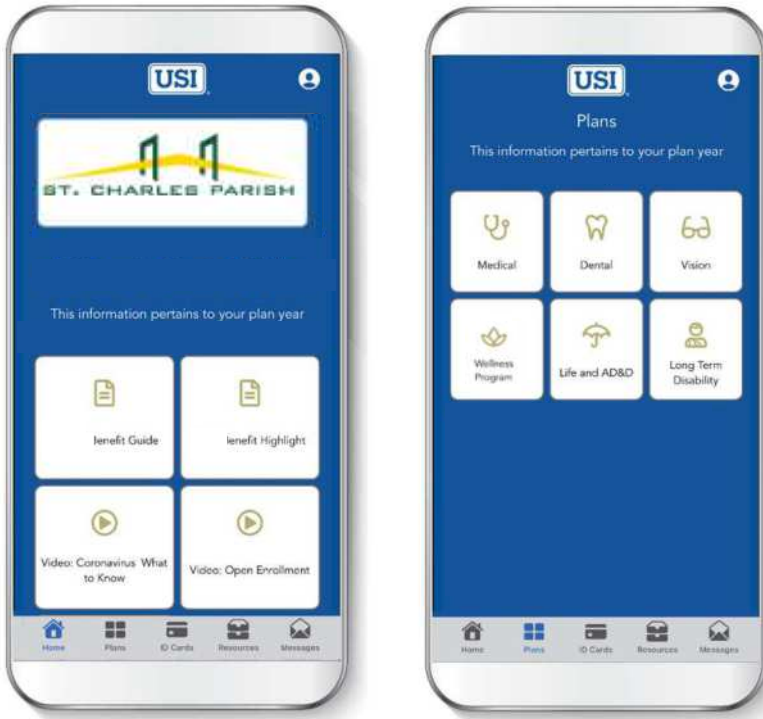 USI
ST. CHARLES PARISH
This information pertains to your plan year
lenefit Guide
lenefit Highlight
Video: Coronavirus What
to Know
Video: Open Enrollment
Home
Plans
ID Cards
Resources
Messages
USI
Plans
This information pertains to your plan year
Medical
Dental
Vision
Wellness
Program
Life and AD&D
Long Term
Disability
Home
Plans
ID Cards
Resources
Messages